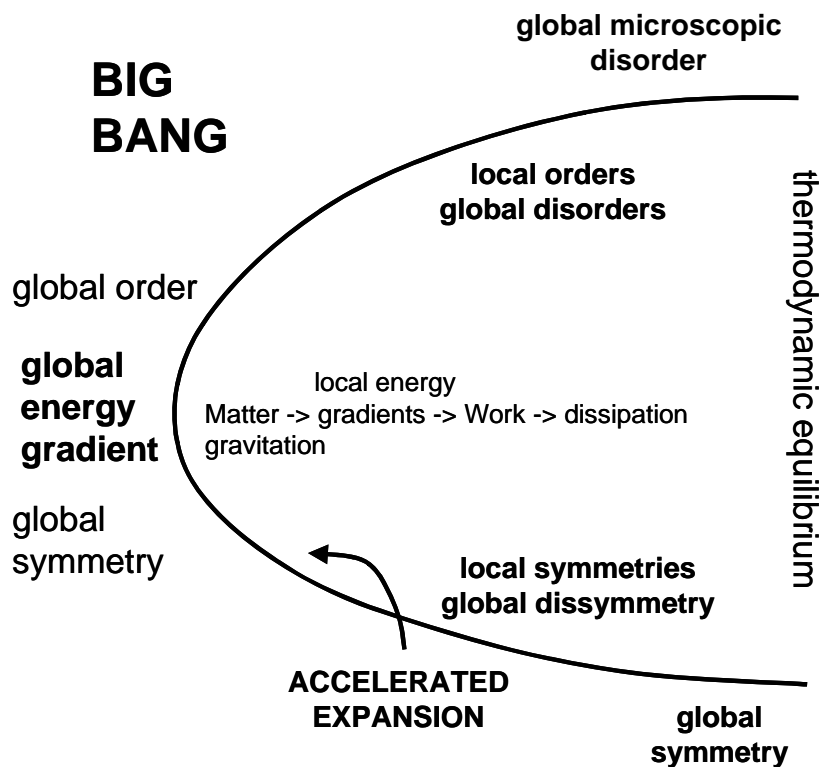 global microscopic
disorder
BIG
BANG
local orders
global disorders
thermodynamic equilibrium
global order
global
energy
gradient
local energy
Matter -> gradients -> Work -> dissipation
gravitation
global
symmetry
local symmetries
global dissymmetry
ACCELERATED
EXPANSION
global
symmetry